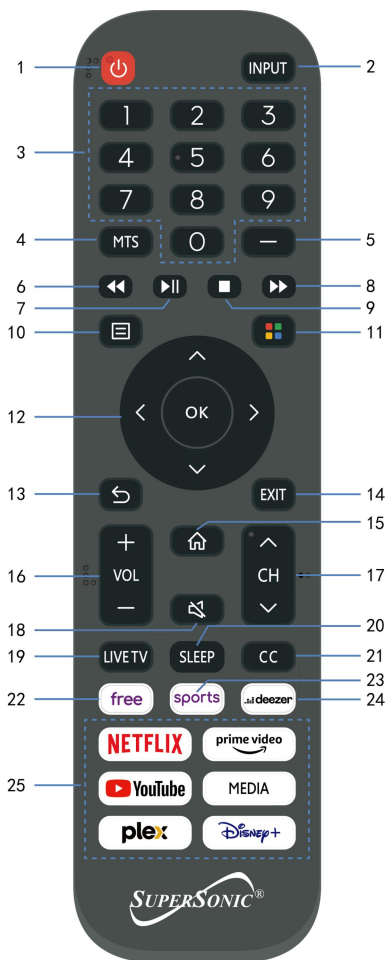 1
INPUT
2
1 2 3
3
4 5 6
7 8 9
4
MTS
0
5
6
8
7
9
10
11
12
OK
13
EXIT
14
15
16
VOL
CH
17
18
20
19
LIVE TV
SLEEP
CC
21
23
22
free
sports
deezer
24
NETFLIX
prime video
25
YouTube
MEDIA
plex
Disney+
SUPERSONIC®